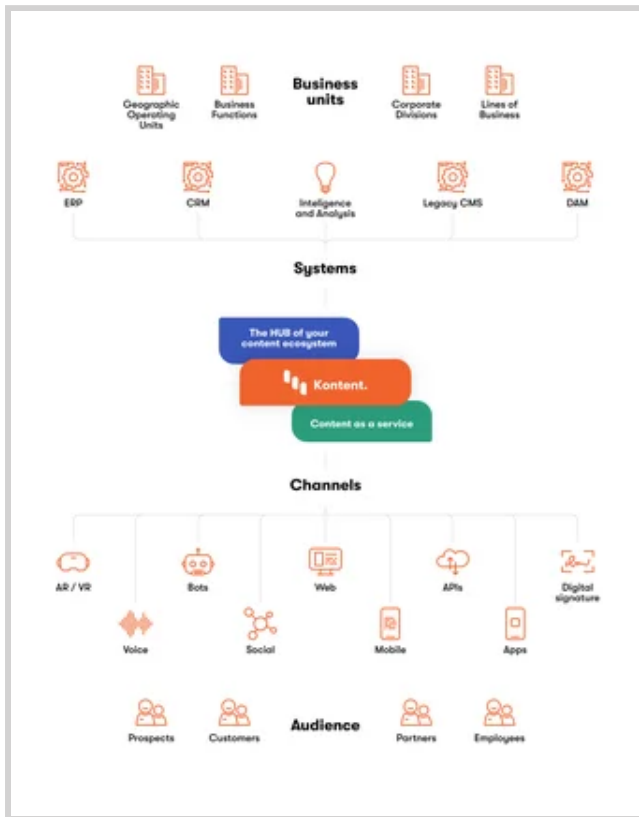 Business
units
Geographic
Operating
Units
Business
Functions
Corporate
Divisions
Lines of
Business
ERP
CRM
Inteligence
and Analysis
Legacy CMS
DAM
Systems
The HUB of your
content ecosystem
Kontent.
Content as a service
Channels
AR / VR
Bots
Web
APIs
Digital
signature
Voice
Social
Mobile
Apps
Prospects
Customers
Audience
Partners
Employees